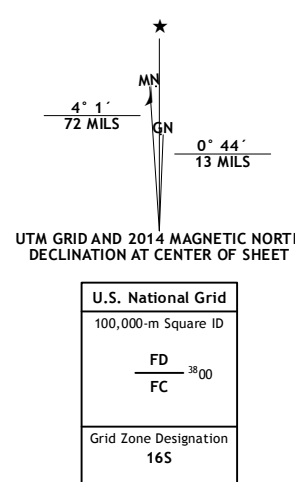 ★
MN
4° 1´
72 MILS
GN
0° 44´
13 MILS
UTM GRID AND 2014 MAGNETIC NORTH
DECLINATION AT CENTER OF SHEET
U.S. National Grid
100,000-m Square ID
FD
3800
FC
Grid Zone Designation
16S